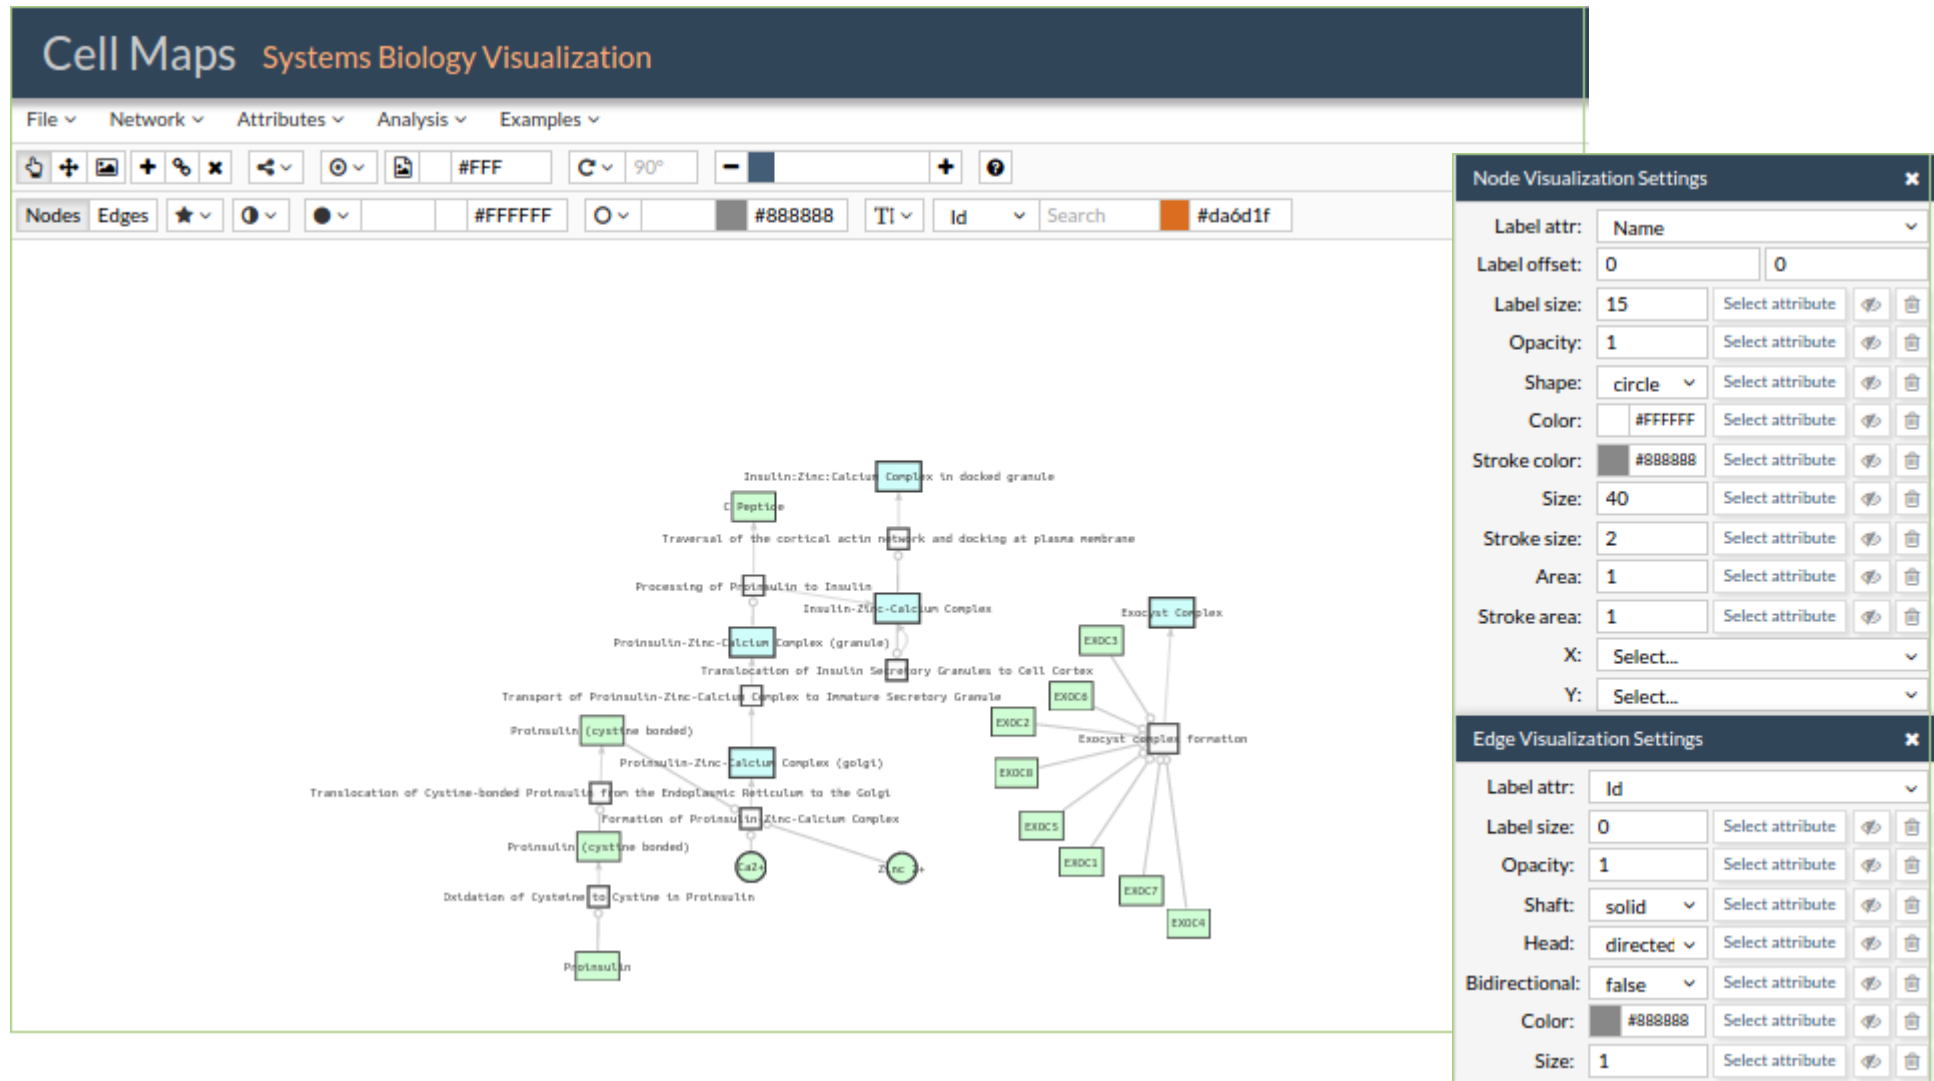 Cell Maps Systems Biology Visualization
File Network Attributes Analysis Examples
#FFF 90°
Nodes Edges #FFFFFF #888888 TI Id Search #da6d1f
Insulin:Zinc:Calcium Complex in docked granule
C Peptide
Traversal of the cortical actin network and docking at plasma membrane
Processing of Proinsulin to Insulin
Insulin-Zinc-Calcium Complex
Exocyst Complex
EXOC3
Proinsulin-Zinc-Calcium Complex (granule)
Translocation of Insulin Secretory Granules to Cell Cortex
Transport of Proinsulin-Zinc-Calcium Complex to Immature Secretory Granule
EXOC6
EXOC2
Proinsulin (cystine bonded)
Exocyst complex formation
Proinsulin-Zinc-Calcium Complex (golgi)
EXOC8
Translocation of Cystine-bonded Proinsulin from the Endoplasmic Reticulum to the Golgi
Formation of Proinsulin-Zinc-Calcium Complex
EXOC5
Proinsulin (cystine bonded)
EXOC1
Ca2+
Zinc 2+
EXOC7
Oxidation of Cysteine to Cystine in Proinsulin
EXOC4
Proinsulin
Node Visualization Settings
Label attr: Name
Label offset: 0 0
Label size: 15 Select attribute
Opacity: 1 Select attribute
Shape: circle Select attribute
Color: #FFFFFF Select attribute
Stroke color: #888888 Select attribute
Size: 40 Select attribute
Stroke size: 2 Select attribute
Area: 1 Select attribute
Stroke area: 1 Select attribute
X: Select...
Y: Select...
Edge Visualization Settings
Label attr: Id
Label size: 0 Select attribute
Opacity: 1 Select attribute
Shaft: solid Select attribute
Head: directed Select attribute
Bidirectional: false Select attribute
Color: #888888 Select attribute
Size: 1 Select attribute